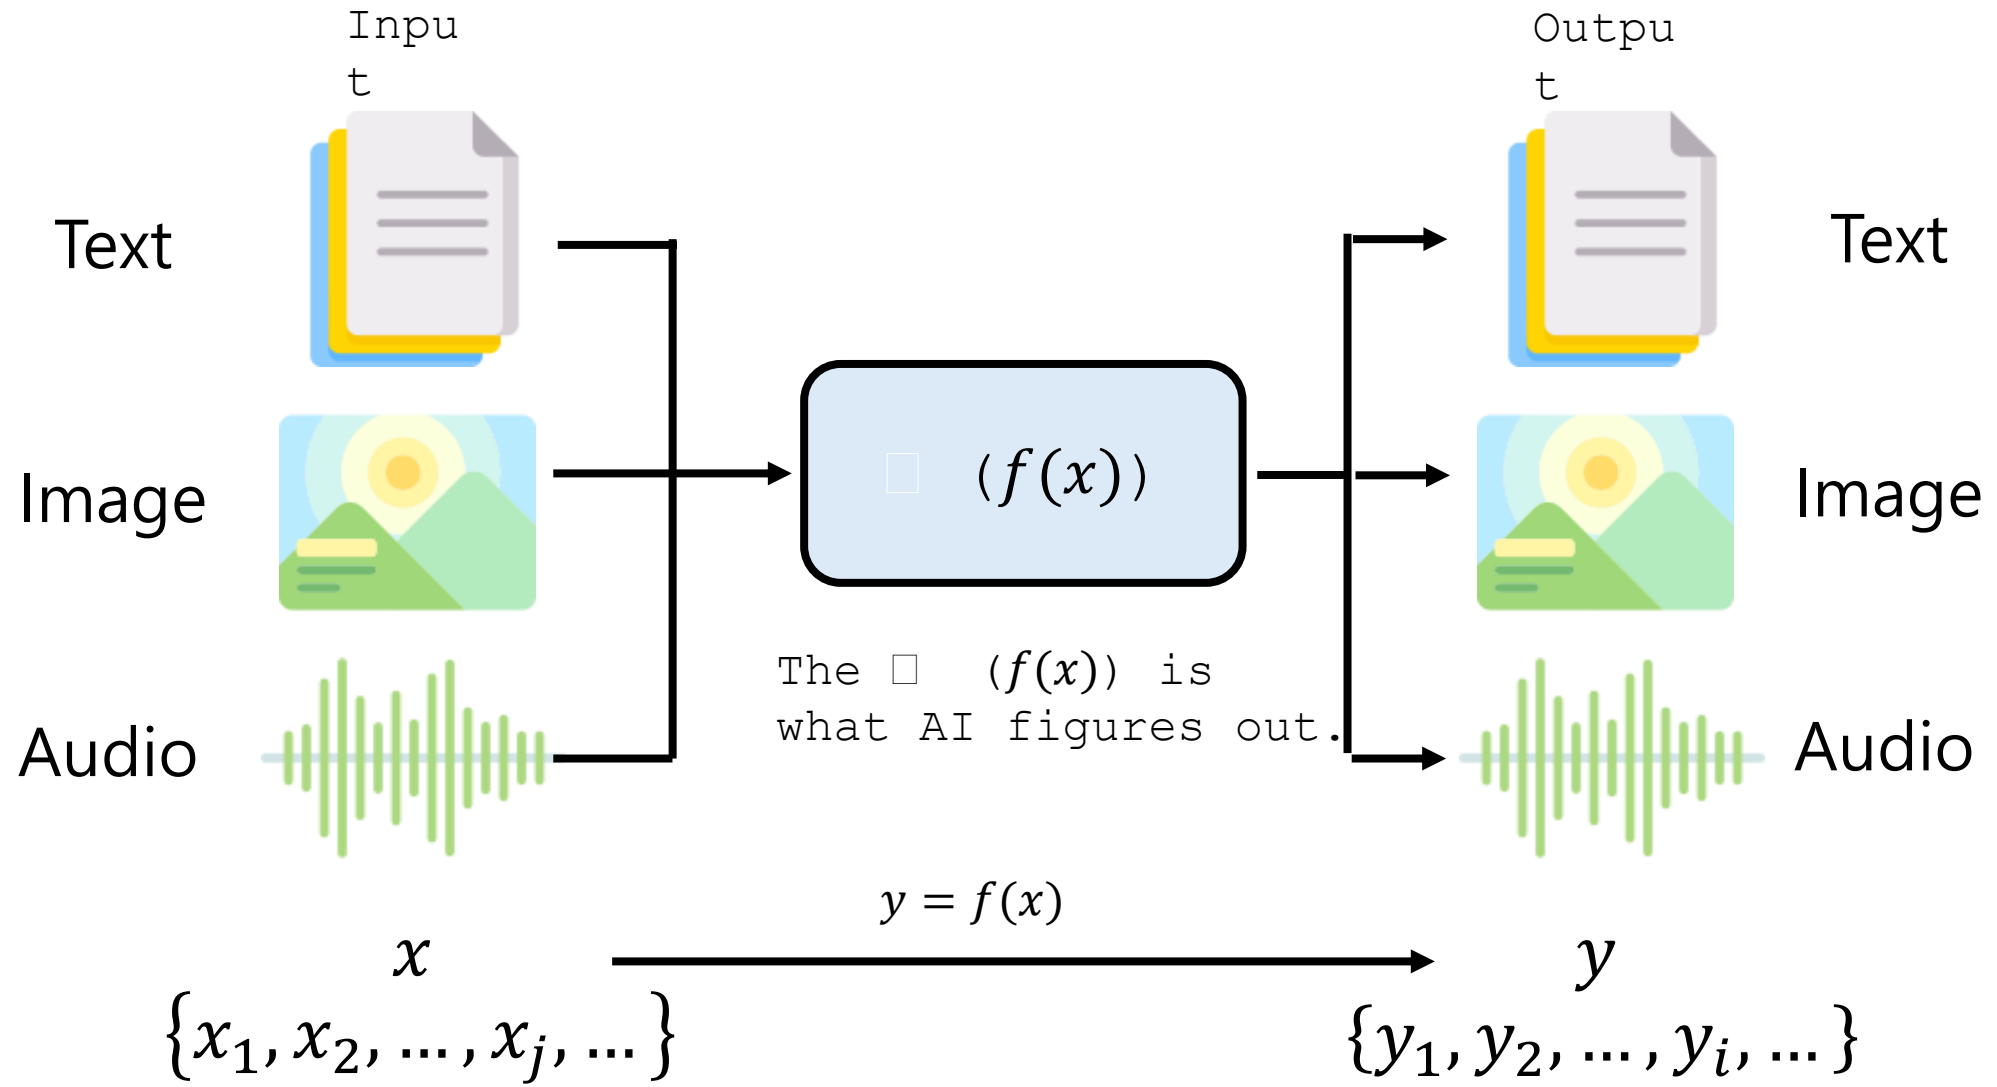 Inpu
t
Outpu
t
Text
Text
□ (f(x))
Image
Image
The □ (f(x)) is
what AI figures out.
Audio
Audio
y = f(x)
x
y
{x₁, x₂, … , xⱼ, … }
{y₁, y₂, … , yᵢ, … }